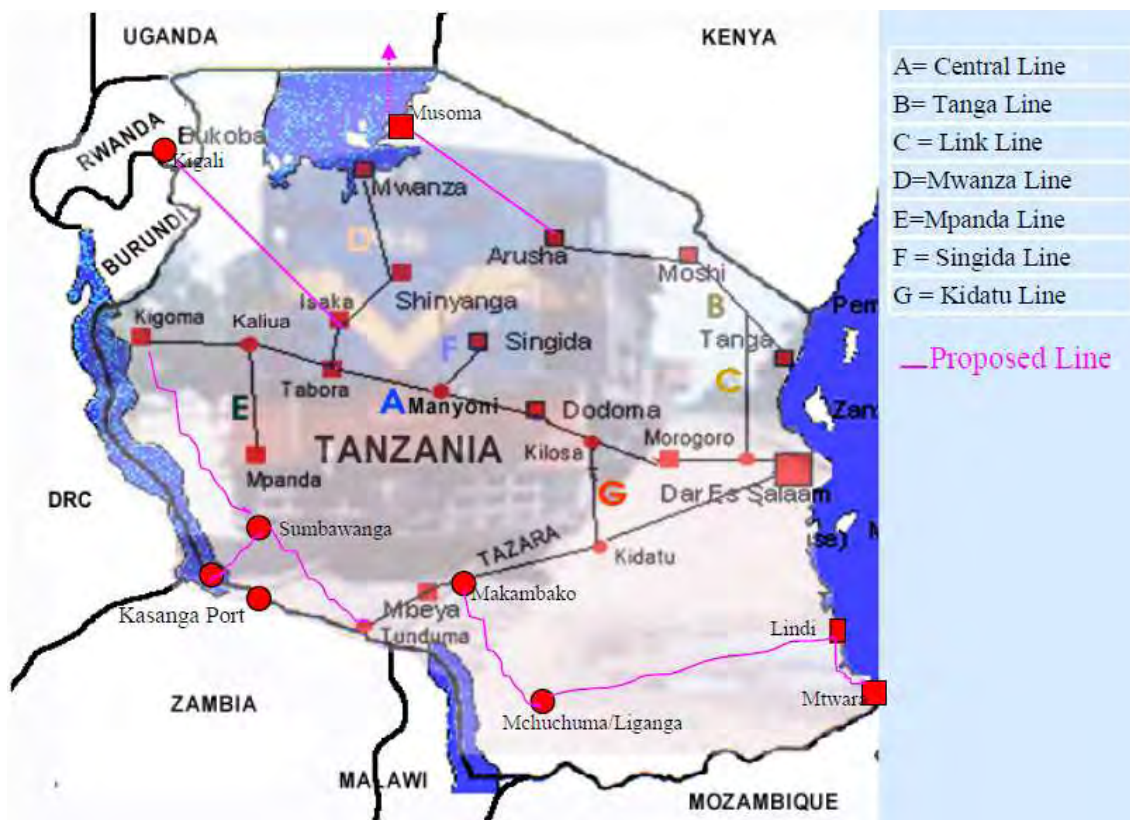 UGANDA
KENYA
RWANDA
E
Bukoba
Kigali
Musoma
Mwanza
BURUNDI
D
Arusha
Moshi
Isaka
Shinyanga
B
Pem
Kigoma
Kaliua
F
Singida
Tanga
Tabora
A
Manyoni
C
Zan
E
Dodoma
TANZANIA
Kilosa
Morogoro
Mpanda
G
Dar Es Salaam
DRC
Sumbawanga
TAZARA
Kidatu
ise)
Kasanga Port
Mbeya
Makambako
Tunduma
Lindi
ZAMBIA
Mchuchuma/Liganga
Mtwara
MALAWI
MOZAMBIQUE
A= Central Line
B= Tanga Line
C = Link Line
D=Mwanza Line
E=Mpanda Line
F = Singida Line
G = Kidatu Line
Proposed Line